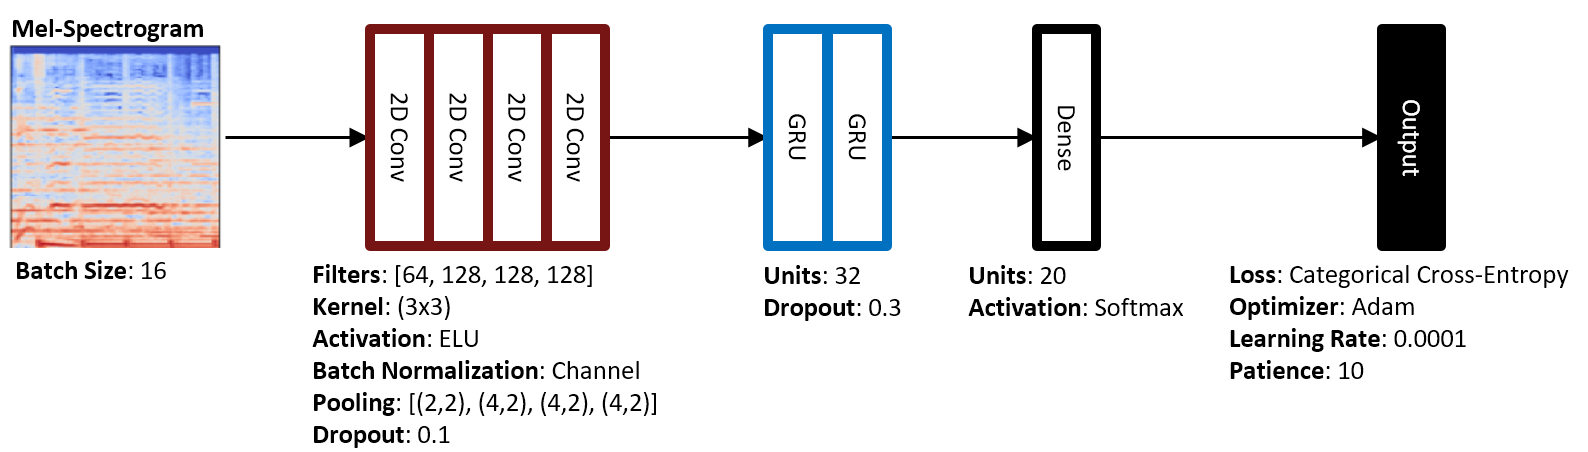 Mel-Spectrogram
Batch Size: 16
2D Conv
2D Conv
2D Conv
2D Conv
Filters: [64, 128, 128, 128]
Kernel: (3x3)
Activation: ELU
Batch Normalization: Channel
Pooling: [(2,2), (4,2), (4,2), (4,2)]
Dropout: 0.1
GRU
GRU
Units: 32
Dropout: 0.3
Dense
Units: 20
Activation: Softmax
Output
Loss: Categorical Cross-Entropy
Optimizer: Adam
Learning Rate: 0.0001
Patience: 10